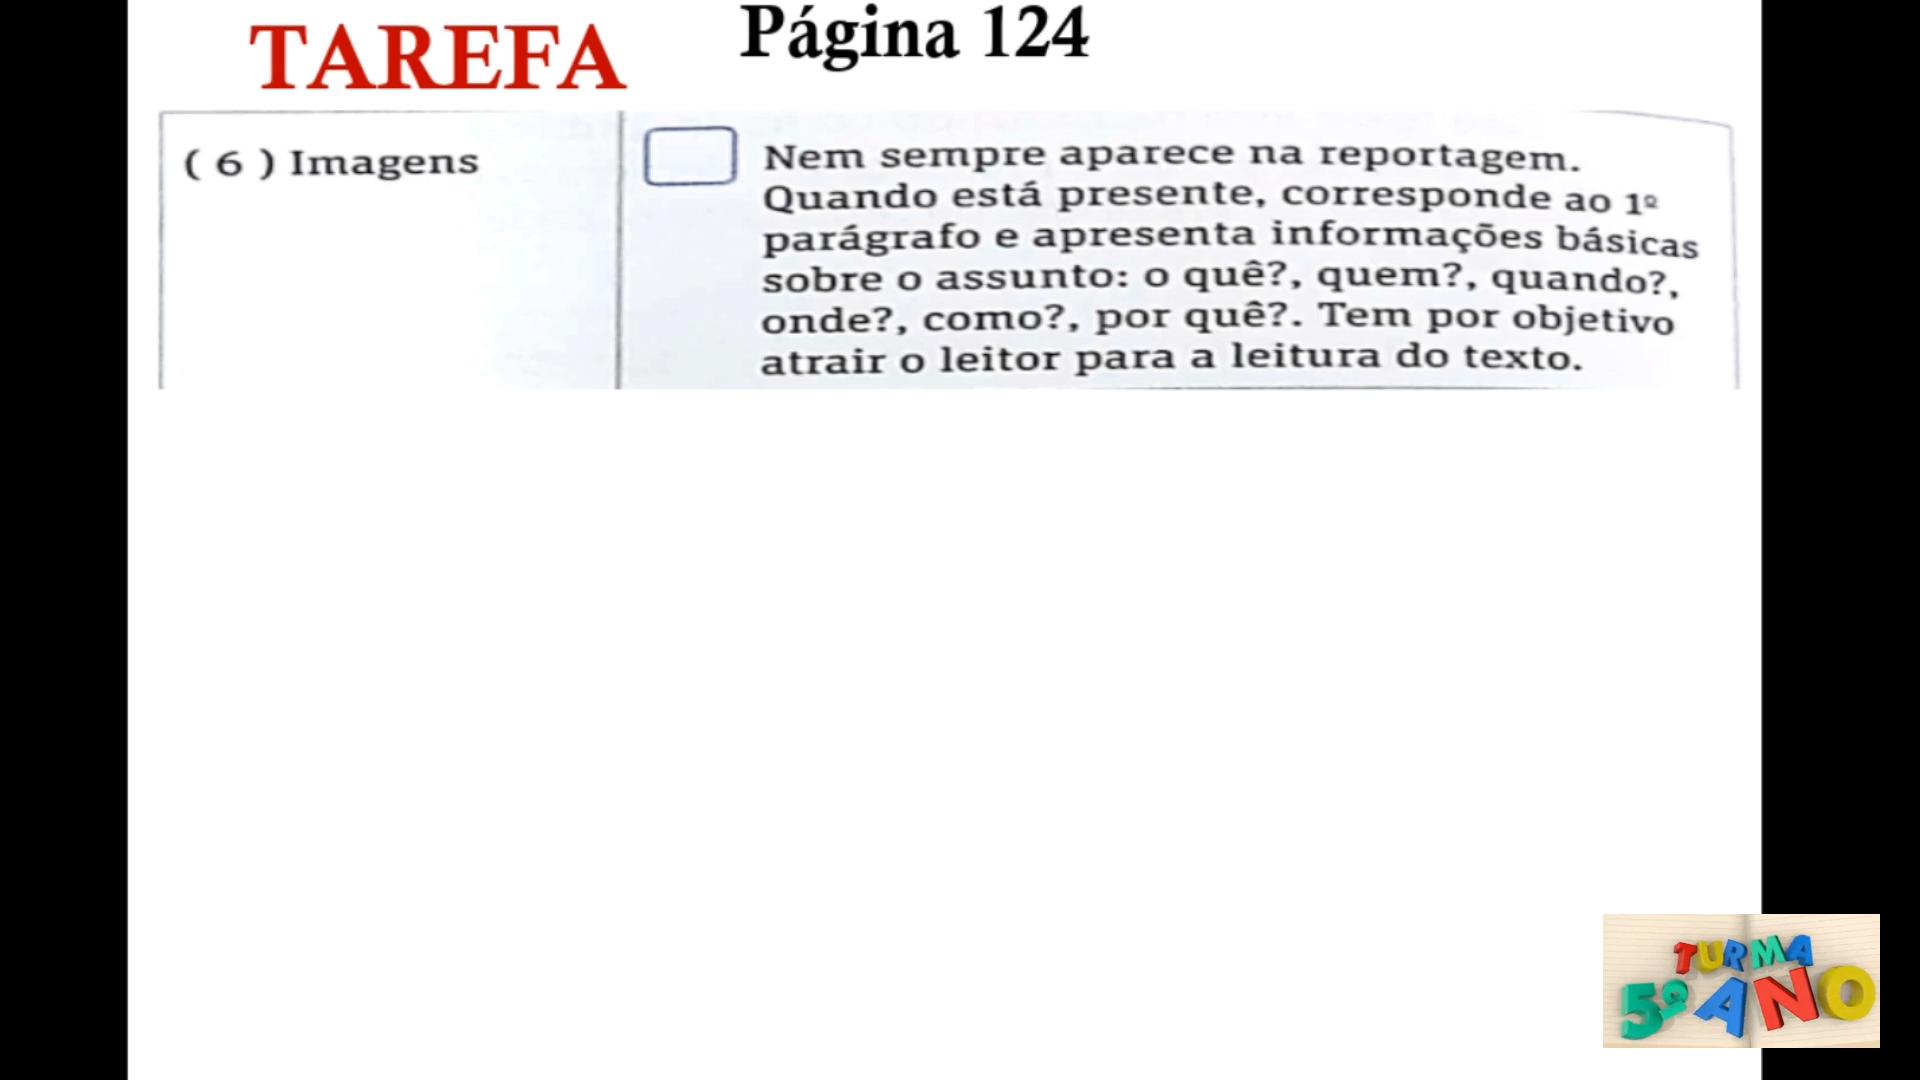 TAREFA
Página 124
( 6 ) Imagens
Nem sempre aparece na reportagem.
Quando está presente, corresponde ao 1º
parágrafo e apresenta informações básicas
sobre o assunto: o quê?, quem?, quando?,
onde?, como?, por quê?. Tem por objetivo
atrair o leitor para a leitura do texto.
TURMA
5º ANO